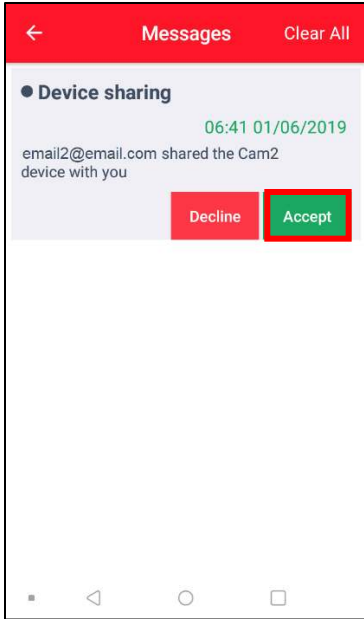 Messages
Clear All
Device sharing
06:41 01/06/2019
email2@email.com shared the Cam2
device with you
Decline
Accept